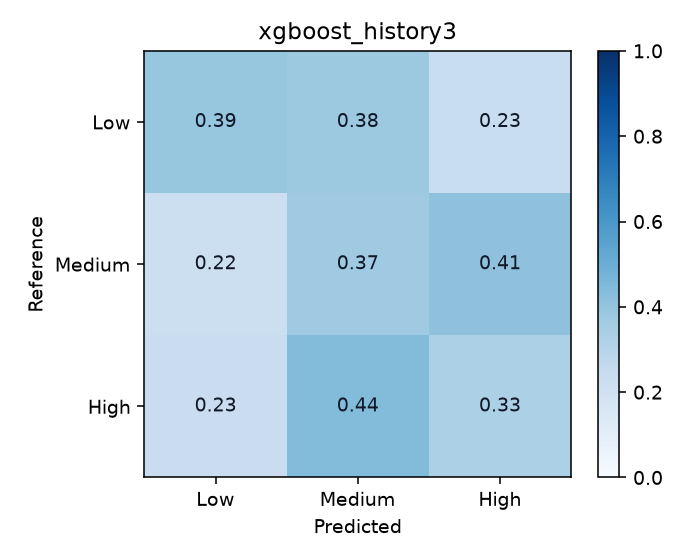 xgboost_history3
1.0
Low 0.39 0.38 0.23
0.8
0.6
Reference
Medium 0.22 0.37 0.41
0.4
High 0.23 0.44 0.33
0.2
0.0
Low Medium High
Predicted